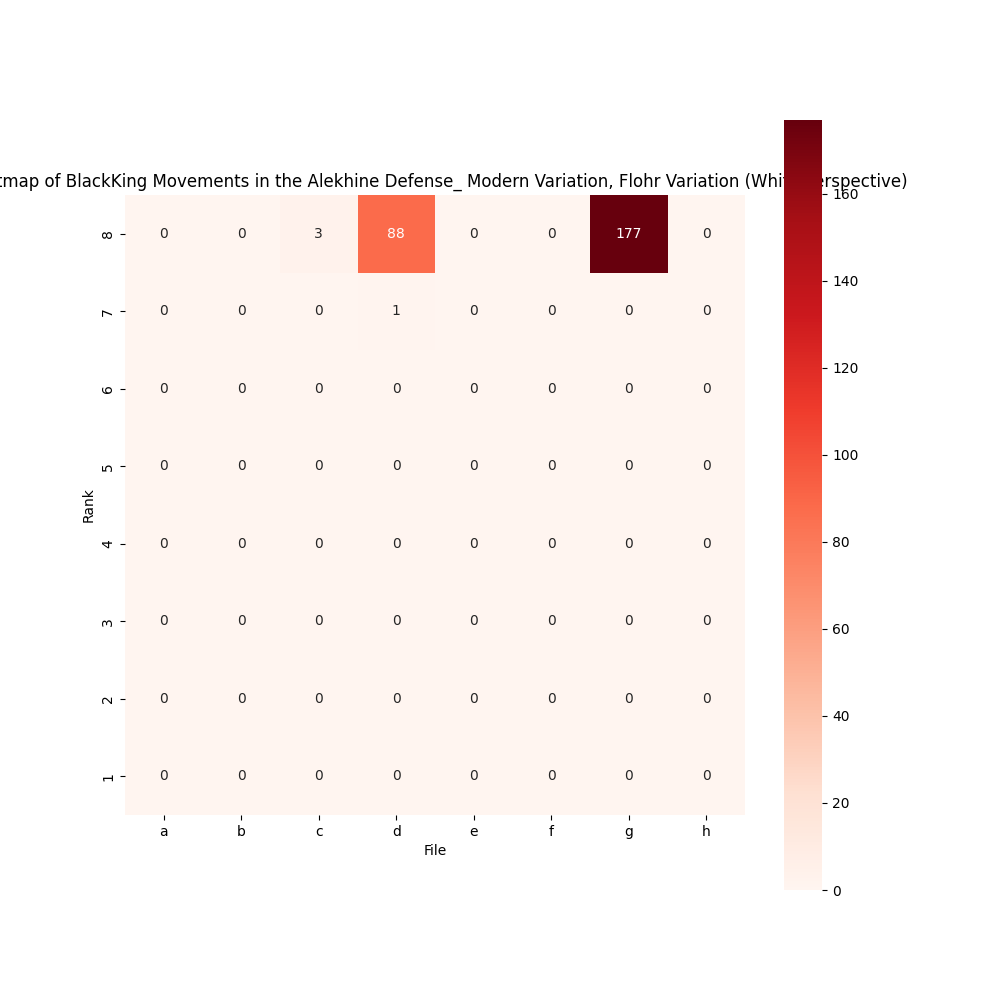 tmap of BlackKing Movements in the Alekhine Defense_ Modern Variation, Flohr Variation (Whit erspective)
160
8 0 0 3 88 0 0 177 0
140
7 0 0 0 1 0 0 0 0
120
6 0 0 0 0 0 0 0 0
100
5 0 0 0 0 0 0 0 0
Rank
80
4 0 0 0 0 0 0 0 0
60
3 0 0 0 0 0 0 0 0
40
2 0 0 0 0 0 0 0 0
1 0 0 0 0 0 0 0 0
20
a b c d e f g h
File
0